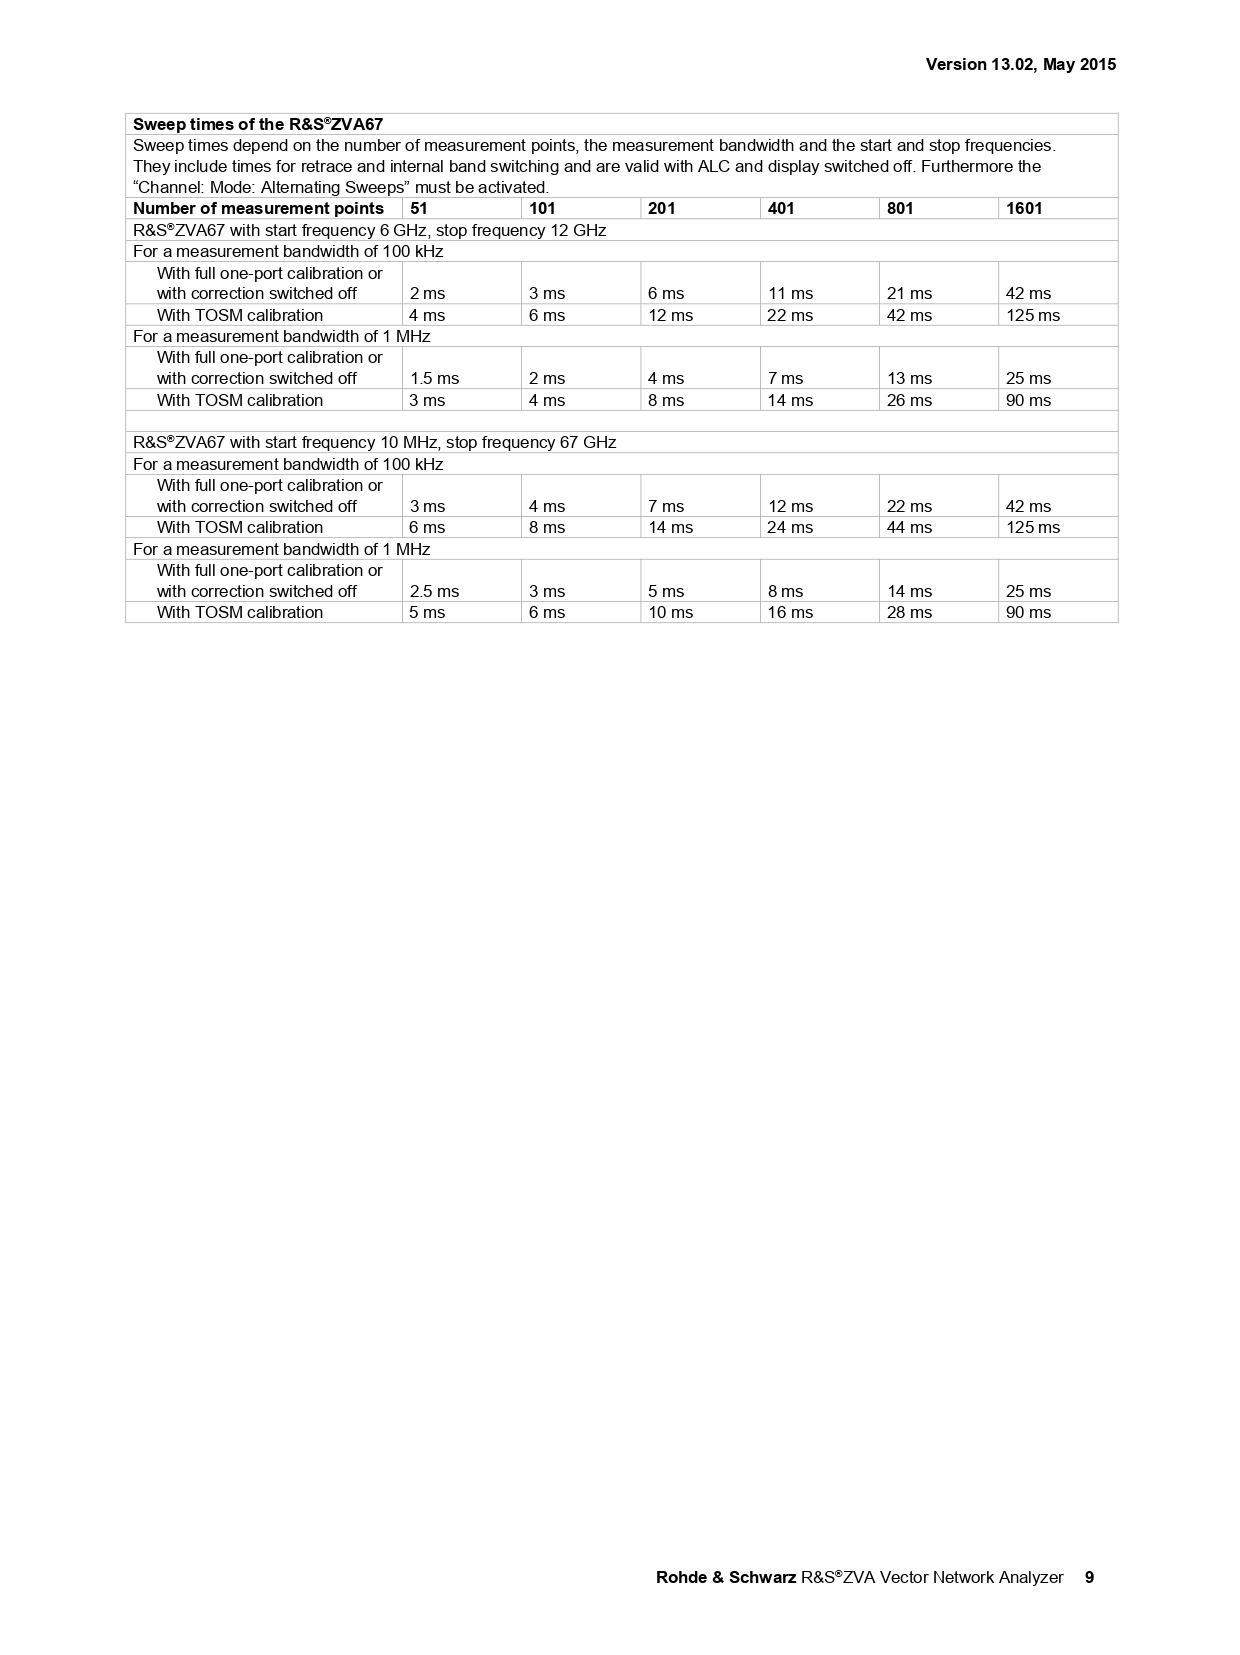 Version 13.02, May 2015
Sweep times of the R&S®ZVA67
Sweep times depend on the number of measurement points, the measurement bandwidth and the start and stop frequencies.
They include times for retrace and internal band switching and are valid with ALC and display switched off. Furthermore the
“Channel: Mode: Alternating Sweeps” must be activated.
Number of measurement points 51 101 201 401 801 1601
R&S®ZVA67 with start frequency 6 GHz, stop frequency 12 GHz
For a measurement bandwidth of 100 kHz
With full one-port calibration or
with correction switched off 2 ms 3 ms 6 ms 11 ms 21 ms 42 ms
With TOSM calibration 4 ms 6 ms 12 ms 22 ms 42 ms 125 ms
For a measurement bandwidth of 1 MHz
With full one-port calibration or
with correction switched off 1.5 ms 2 ms 4 ms 7 ms 13 ms 25 ms
With TOSM calibration 3 ms 4 ms 8 ms 14 ms 26 ms 90 ms
R&S®ZVA67 with start frequency 10 MHz, stop frequency 67 GHz
For a measurement bandwidth of 100 kHz
With full one-port calibration or
with correction switched off 3 ms 4 ms 7 ms 12 ms 22 ms 42 ms
With TOSM calibration 6 ms 8 ms 14 ms 24 ms 44 ms 125 ms
For a measurement bandwidth of 1 MHz
With full one-port calibration or
with correction switched off 2.5 ms 3 ms 5 ms 8 ms 14 ms 25 ms
With TOSM calibration 5 ms 6 ms 10 ms 16 ms 28 ms 90 ms
Rohde & Schwarz R&S®ZVA Vector Network Analyzer 9